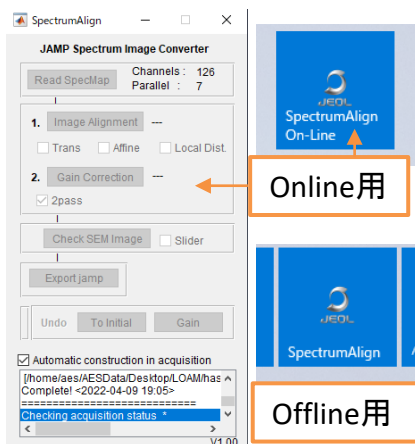 SpectrumAlign
JAMP Spectrum Image Converter
Read SpecMap
Channels : 126
Parallel : 7
1. Image Alignment ---
Trans Affine Local Dist.
2. Gain Correction ---
2pass
Check SEM Image Slider
Export jamp
Undo To Initial Gain
Automatic construction in acquisition
[/home/aes/AESData/Desktop/LOAM/has
Complete! <2022-04-09 19:05>
==========================
Checking acquisition status *
V1.00
JEOL
SpectrumAlign
On-Line
Online用
JEOL
SpectrumAlign
Offline用